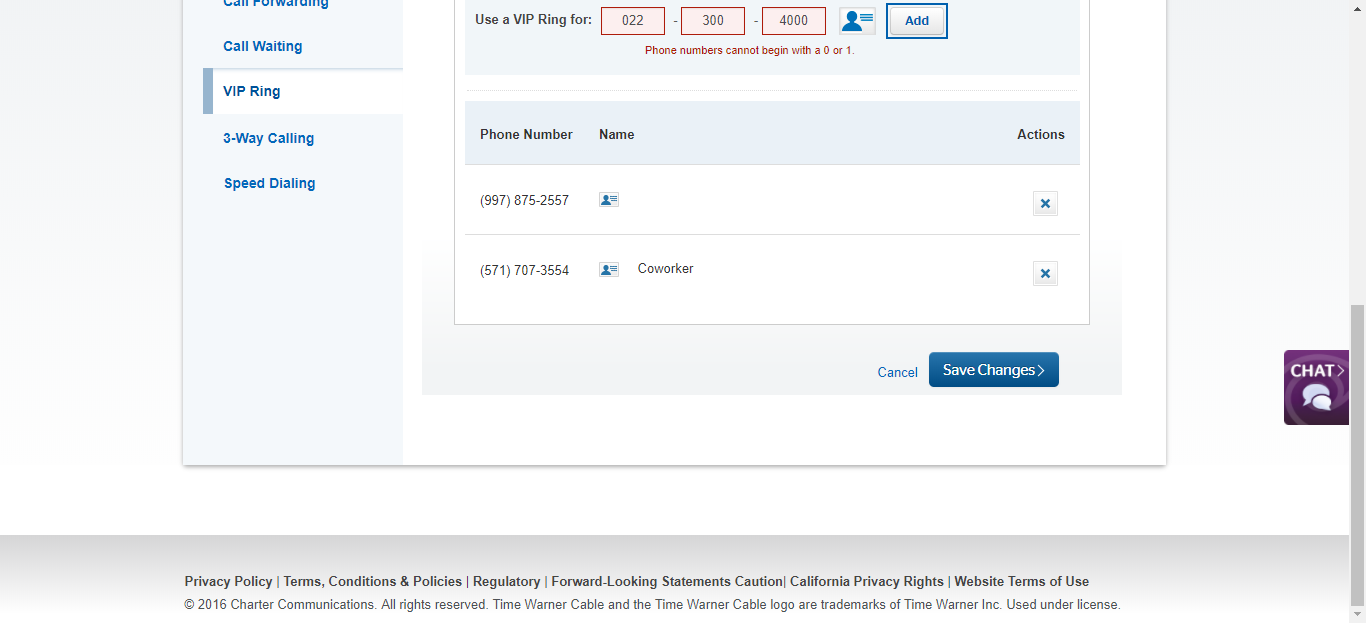 Call Forwarding
Use a VIP Ring for: 022 - 300 - 4000 Add
Phone numbers cannot begin with a 0 or 1.
Call Waiting
VIP Ring
3-Way Calling
Speed Dialing
Phone Number Name Actions
(997) 875-2557
(571) 707-3554 Coworker
Cancel Save Changes
CHAT
Privacy Policy | Terms, Conditions & Policies | Regulatory | Forward-Looking Statements Caution| California Privacy Rights | Website Terms of Use
© 2016 Charter Communications. All rights reserved. Time Warner Cable and the Time Warner Cable logo are trademarks of Time Warner Inc. Used under license.